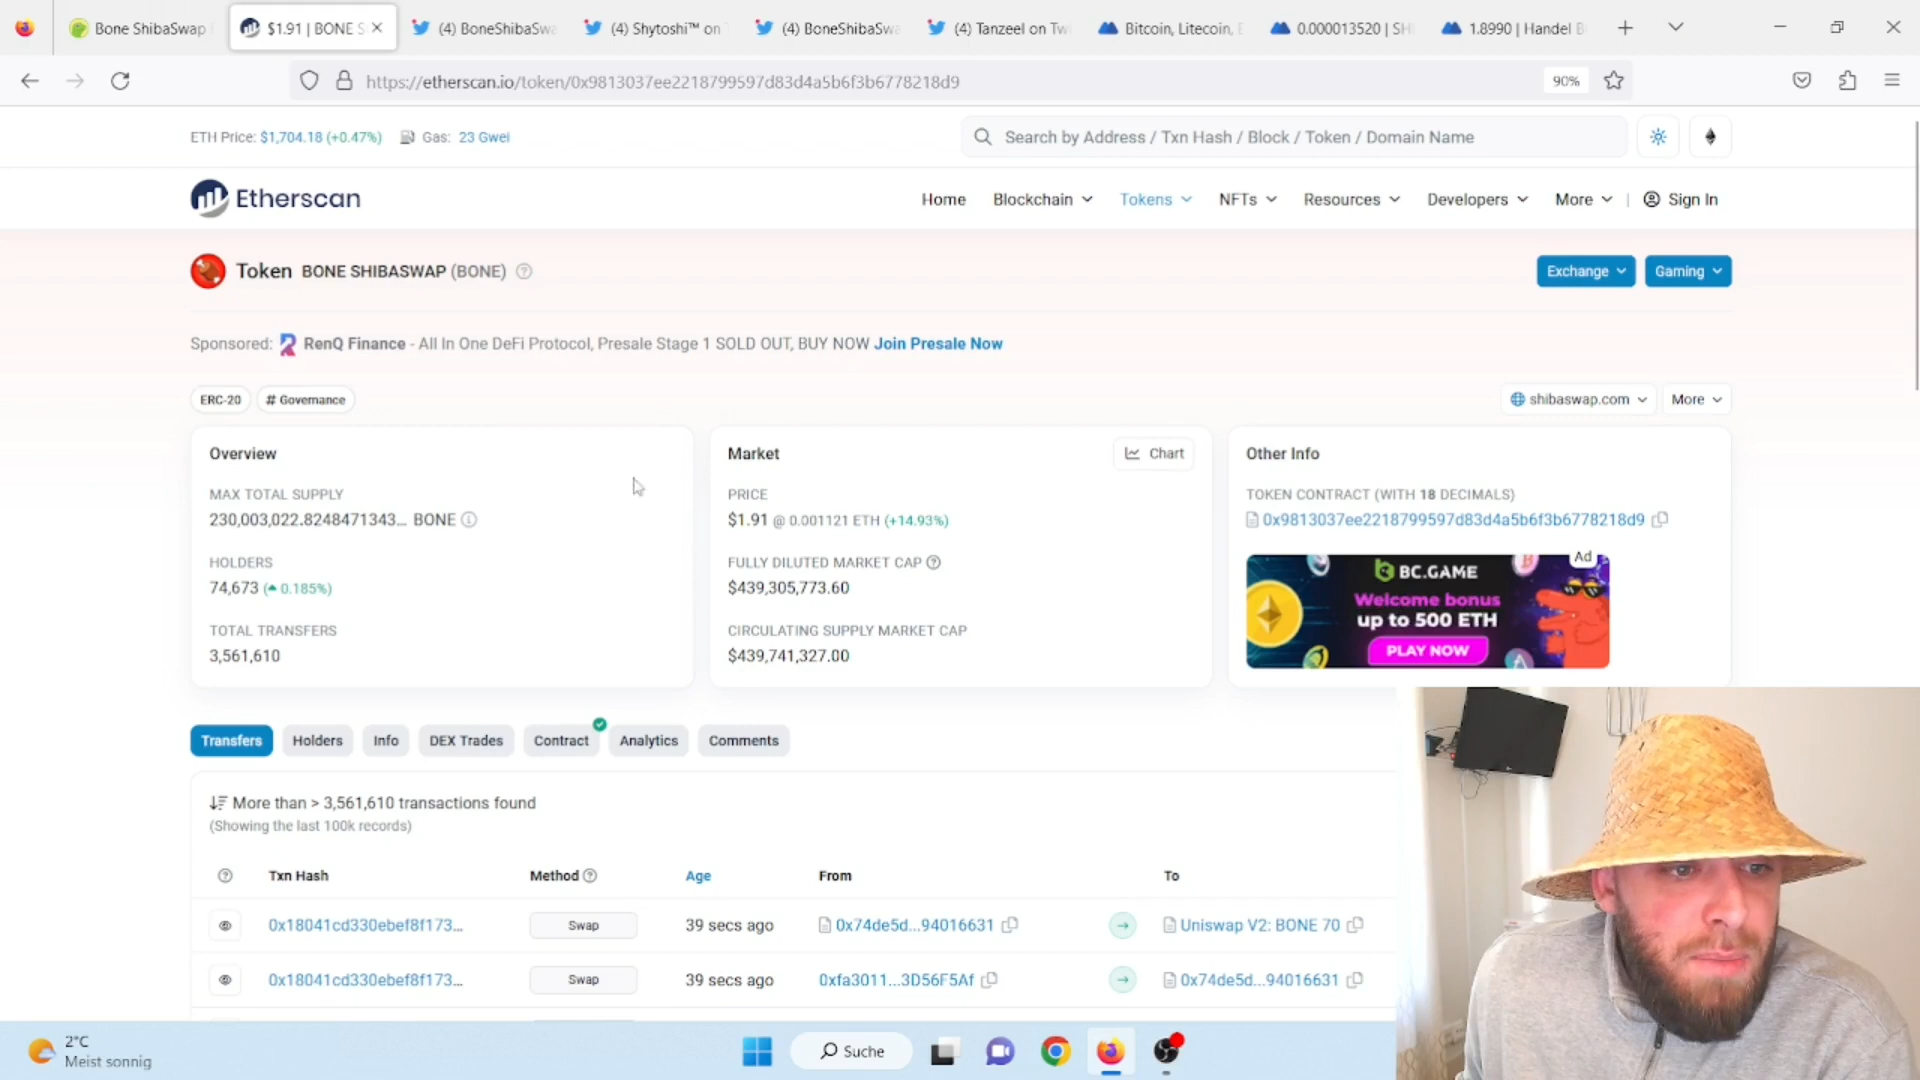 Bone ShibaSwap
$1.91 | BONE S
(4) BoneShibaSwa
(4) Shytoshi™ on
(4) BoneShibaSwa
(4) Tanzeel on Tw
Bitcoin, Litecoin,
0.000013520 | SH
1.8990 | Handel B
https://etherscan.io/token/0x9813037ee2218799597d83d4a5b6f3b6778218d9
90%
ETH Price: $1,704.18 (+0.47%) Gas: 23 Gwei
Search by Address / Txn Hash / Block / Token / Domain Name
Etherscan
Home Blockchain Tokens NFTs Resources Developers More | Sign In
Token BONE SHIBASWAP (BONE)
Exchange Gaming
Sponsored: RenQ Finance - All In One DeFi Protocol, Presale Stage 1 SOLD OUT, BUY NOW Join Presale Now
ERC-20 # Governance
shibaswap.com More
Overview
MAX TOTAL SUPPLY
230,003,022.8248471343... BONE
HOLDERS
74,673 (0.185%)
TOTAL TRANSFERS
3,561,610
Market
Chart
PRICE
$1.91 @ 0.001121 ETH (+14.93%)
FULLY DILUTED MARKET CAP
$439,305,773.60
CIRCULATING SUPPLY MARKET CAP
$439,741,327.00
Other Info
TOKEN CONTRACT (WITH 18 DECIMALS)
0x9813037ee2218799597d83d4a5b6f3b6778218d9
Ad
BC.GAME
Welcome bonus
up to 500 ETH
PLAY NOW
Transfers Holders Info DEX Trades Contract Analytics Comments
More than > 3,561,610 transactions found
(Showing the last 100k records)
Txn Hash Method Age From To
0x18041cd330ebef8f173... Swap 39 secs ago 0x74de5d...94016631 Uniswap V2: BONE 70
0x18041cd330ebef8f173... Swap 39 secs ago 0xfa3011...3D56F5Af 0x74de5d...94016631
2°C
Meist sonnig
Suche